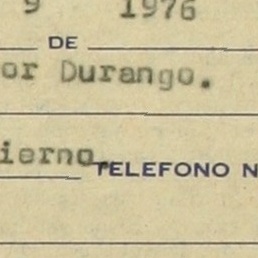 9 1976
DE
or Durango.
ierno. TELEFONO N